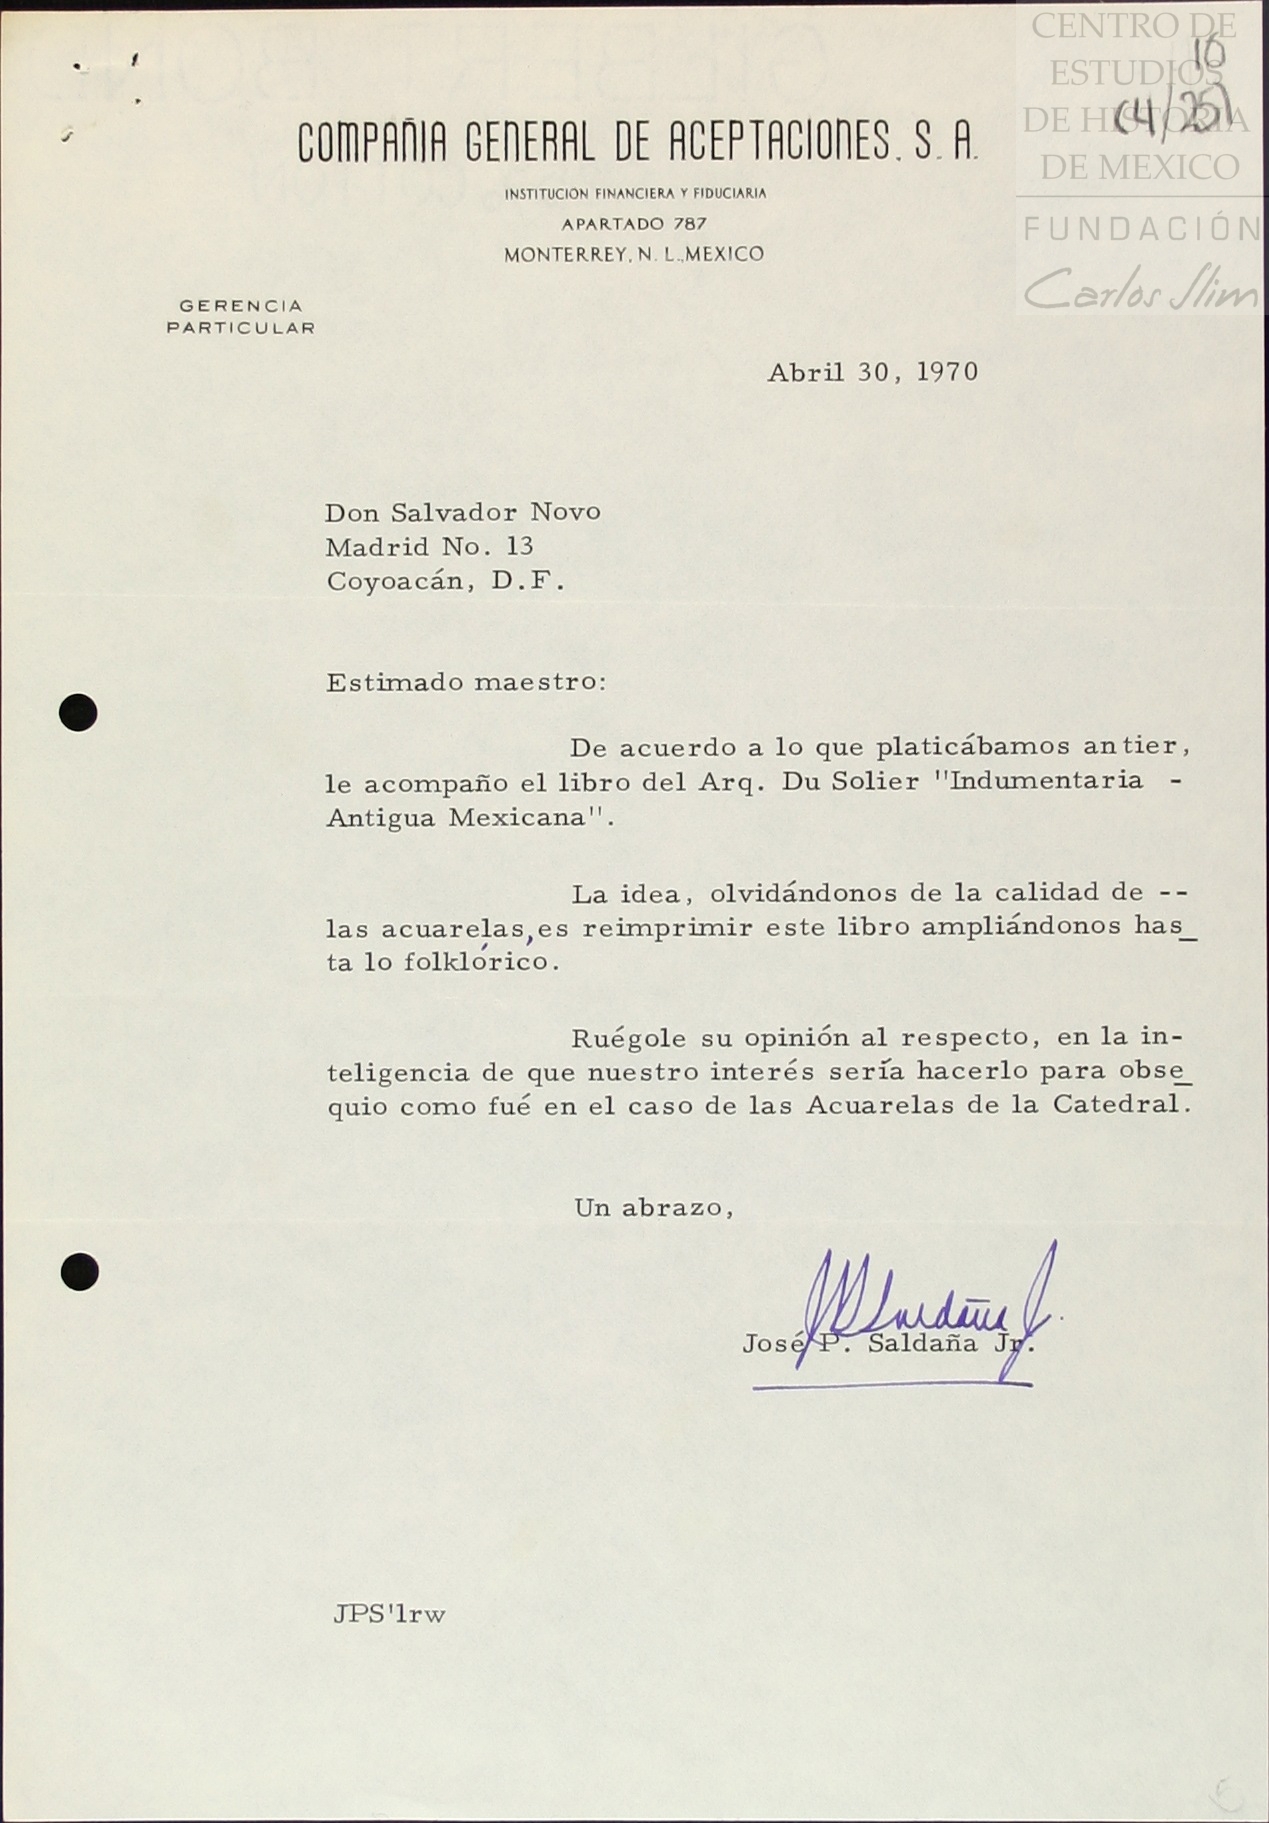 CENTRO DE
ESTUDIOS
DE HISTORIA
DE MEXICO
FUNDACIÓN
Carlos Slim
10
(4/25)
COMPAÑIA GENERAL DE ACEPTACIONES, S. A.
INSTITUCION FINANCIERA Y FIDUCIARIA
APARTADO 787
MONTERREY, N. L., MEXICO
GERENCIA
PARTICULAR
Abril 30, 1970
Don Salvador Novo
Madrid No. 13
Coyoacán, D.F.
Estimado maestro:
De acuerdo a lo que platicábamos antier,
le acompaño el libro del Arq. Du Solier "Indumentaria -
Antigua Mexicana".
La idea, olvidándonos de la calidad de --
las acuarelas, es reimprimir este libro ampliándonos has_
ta lo folklórico.
Ruégole su opinión al respecto, en la in-
teligencia de que nuestro interés sería hacerlo para obse_
quio como fué en el caso de las Acuarelas de la Catedral.
Un abrazo,
JPSaldaña J.
José P. Saldaña Jr.
JPS'lrw